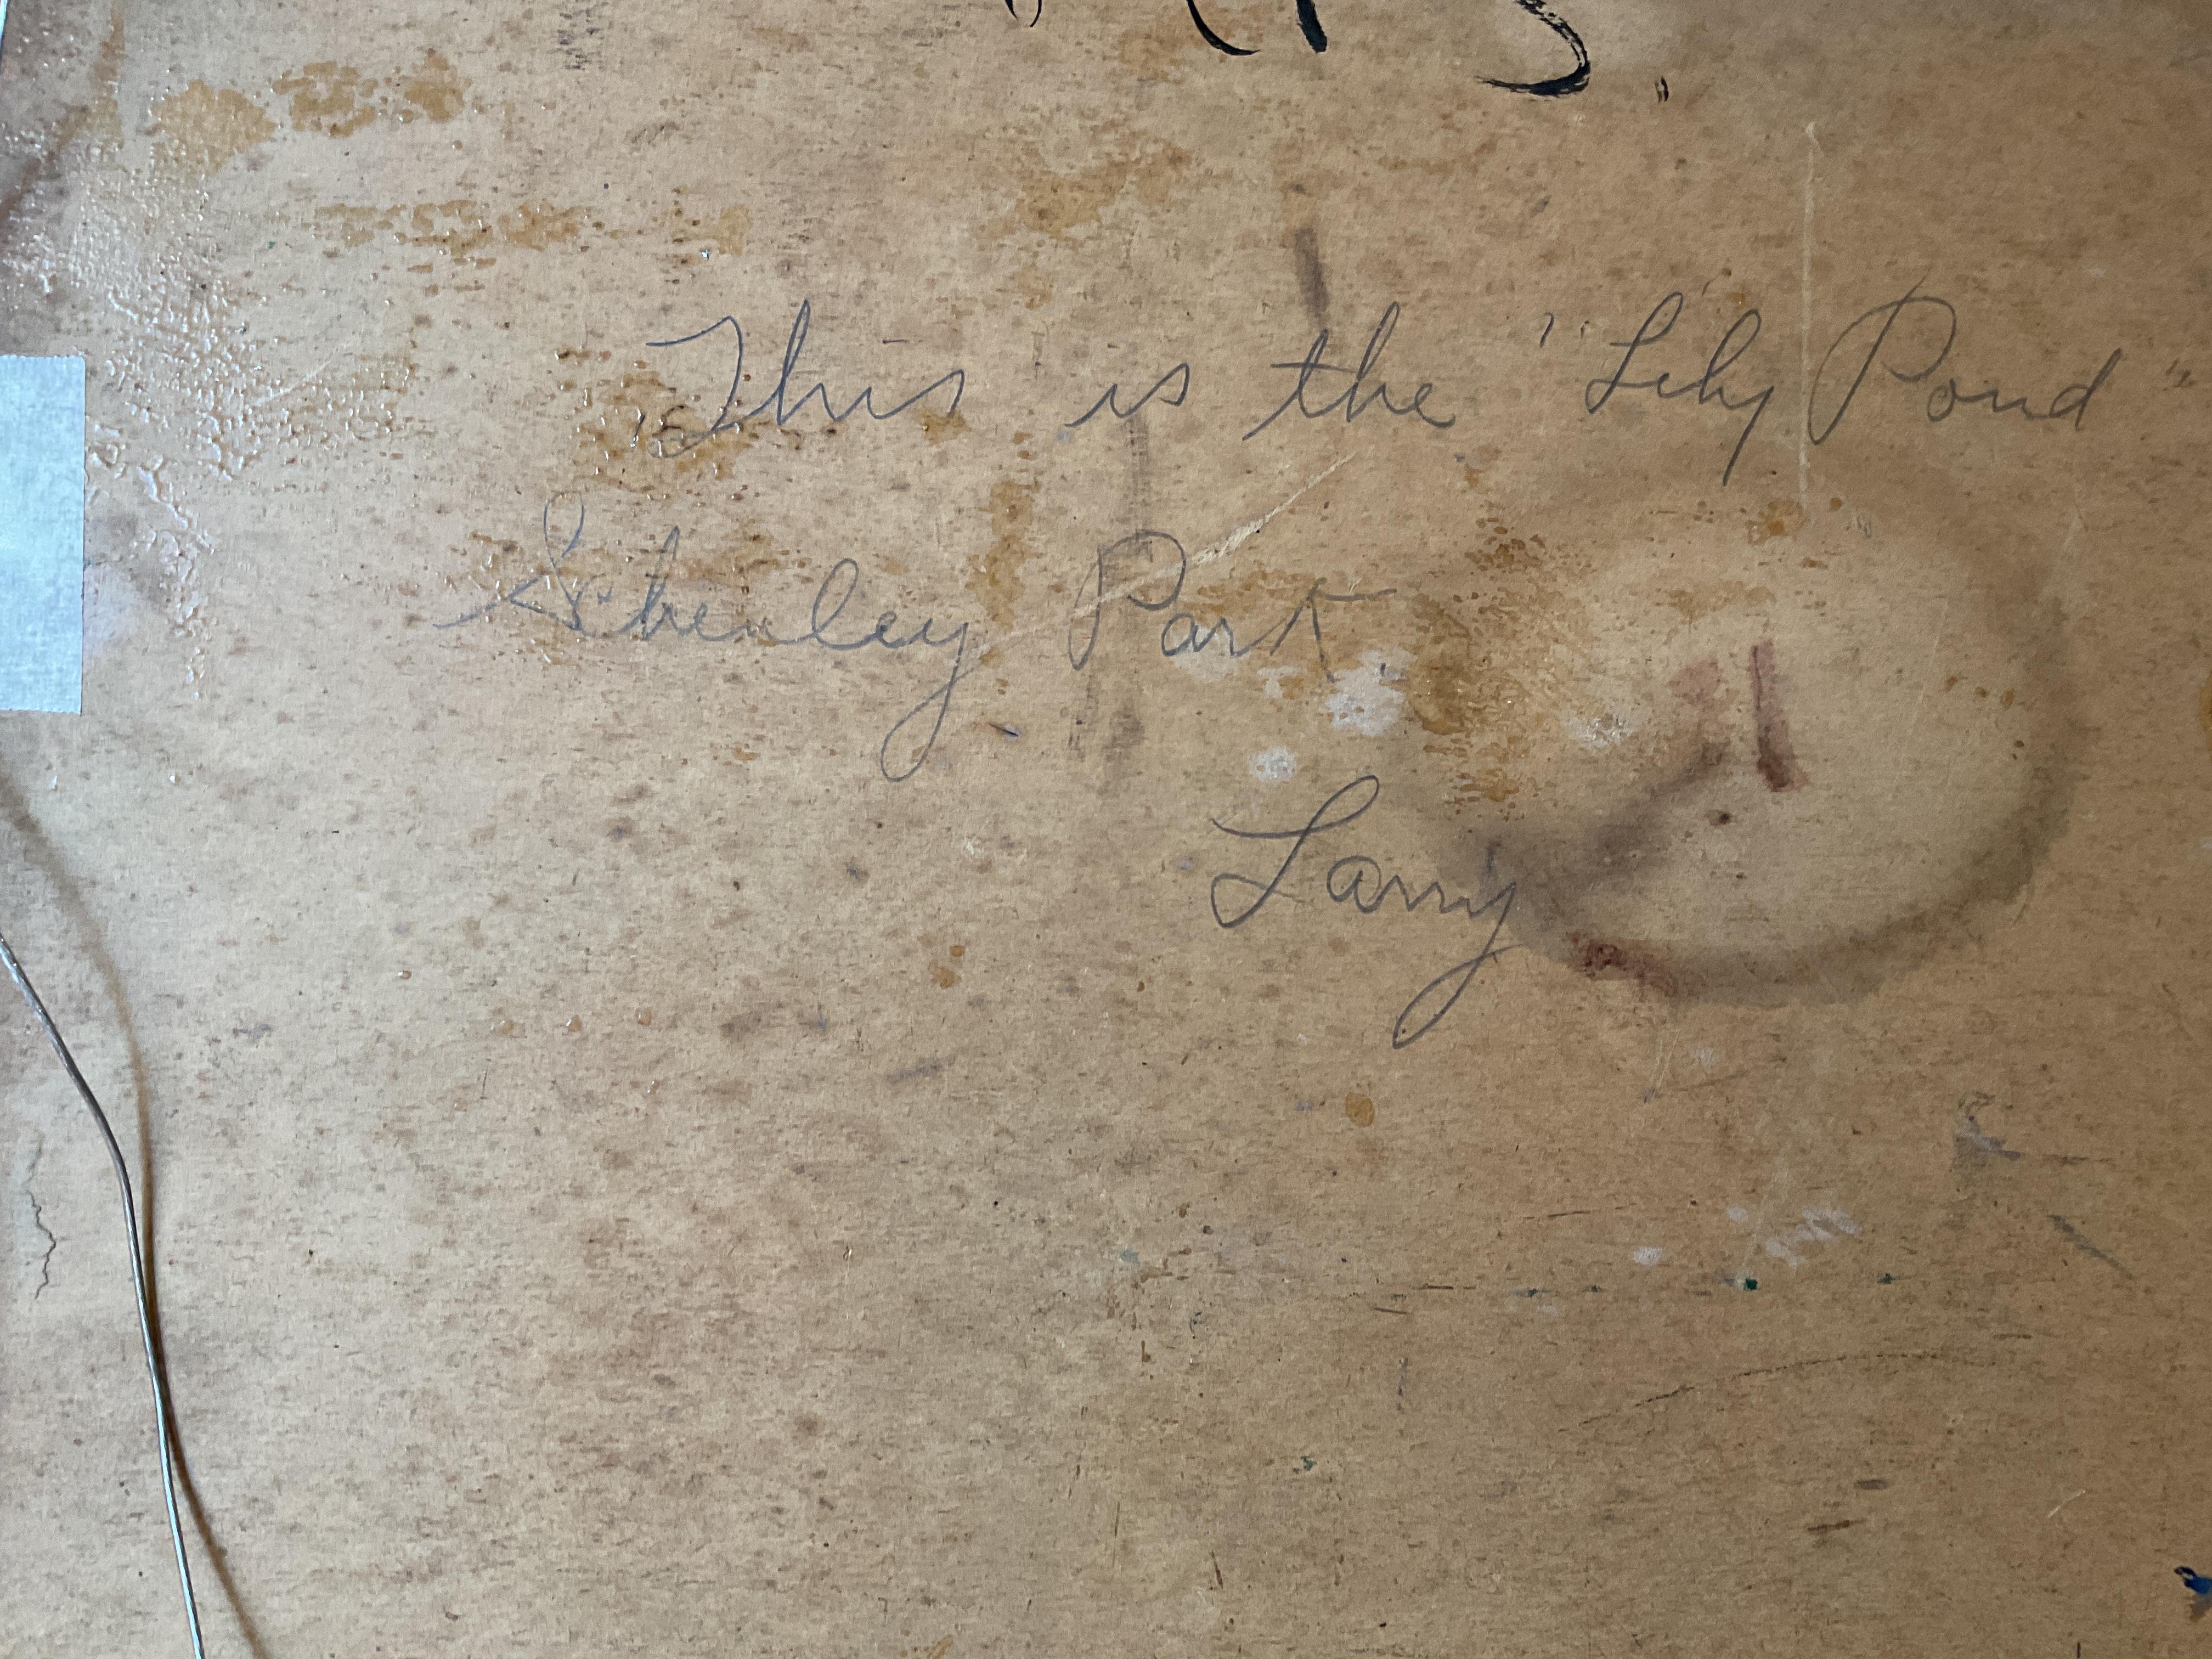 This is the "Lily Pond"
Schenley Park.
Larry